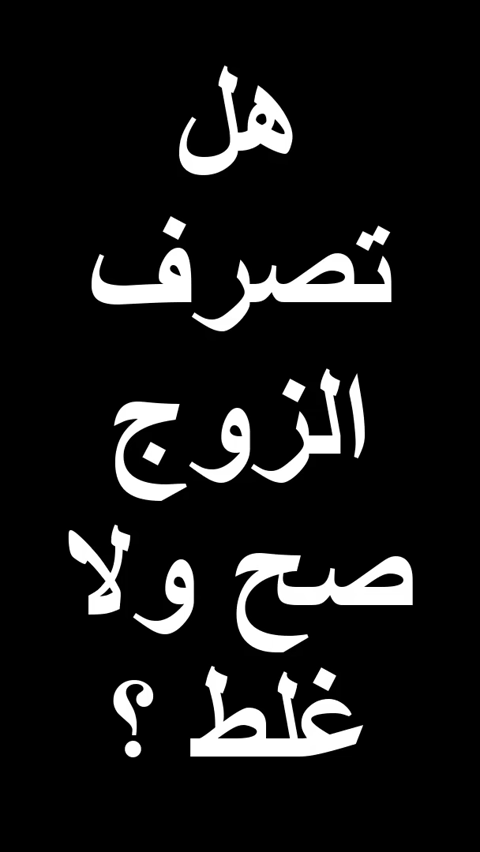 هل
تصرف
الزوج
صح ولا
غلط ؟